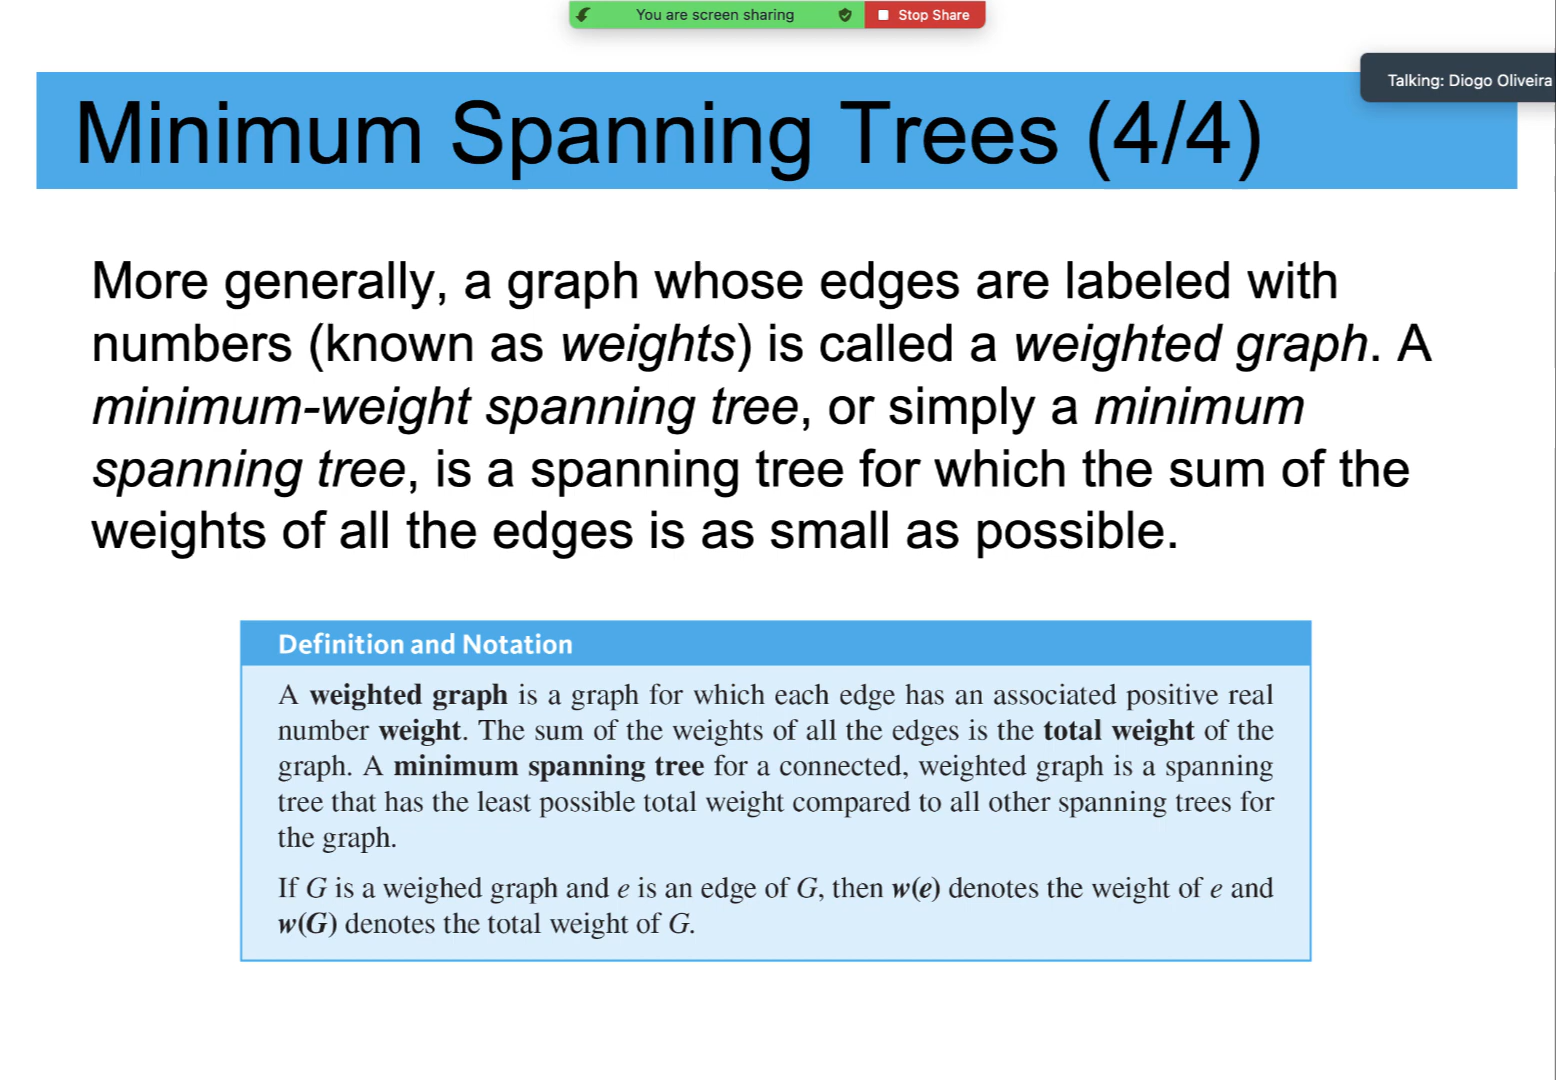 You are screen sharing
Stop Share
Talking: Diogo Oliveira
Minimum Spanning Trees (4/4)
More generally, a graph whose edges are labeled with
numbers (known as weights) is called a weighted graph. A
minimum-weight spanning tree, or simply a minimum
spanning tree, is a spanning tree for which the sum of the
weights of all the edges is as small as possible.
Definition and Notation
A weighted graph is a graph for which each edge has an associated positive real
number weight. The sum of the weights of all the edges is the total weight of the
graph. A minimum spanning tree for a connected, weighted graph is a spanning
tree that has the least possible total weight compared to all other spanning trees for
the graph.
If G is a weighed graph and e is an edge of G, then w(e) denotes the weight of e and
w(G) denotes the total weight of G.